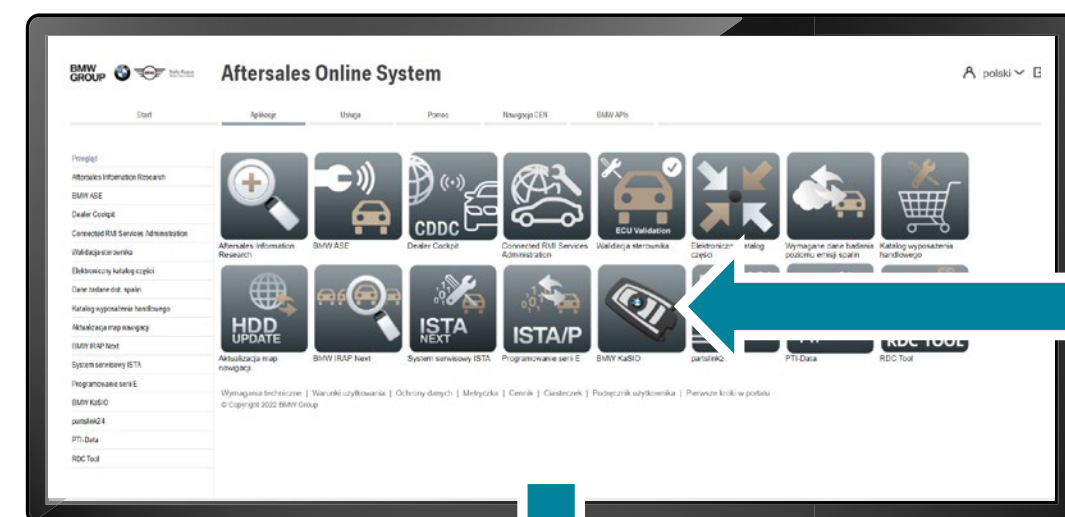 BMW
GROUP
Aftersales Online System
polski
Start
Aplikacje
Usługa
Pomoc
Nawigacja CEN
BMW APIs
Przegląd
Aftersales Information Research
BMW ASE
Dealer Cockpit
Connected RMI Services Administration
Walidacja sterownika
Elektroniczny katalog części
Dane zadane dot. spalin
Katalog wyposażenia handlowego
Aktualizacja map nawigacji
BMW IRAP Next
System serwisowy ISTA
Programowanie serii E
BMW KaSIO
partslink24
PTI-Data
RDC Tool
CDDC
ECU Validation
Aftersales Information
Research
BMW ASE
Dealer Cockpit
Connected RMI Services
Administration
Walidacja sterownika
Elektroniczny
części
Wymagane dane badania
poziomu emisji spalin
Katalog wyposażenia
handlowego
HDD
UPDATE
ISTA
NEXT
ISTA/P
RDC TOOL
Aktualizacja map
nawigacji
BMW IRAP Next
System serwisowy ISTA
Programowanie serii E
BMW KaSIO
partslink2
PTI-Data
RDC Tool
Wymagania techniczne | Warunki użytkowania | Ochrony danych | Metryczka | Cennik | Ciasteczek | Podręcznik użytkownika | Pierwsze kroki w portalu
© Copyright 2022 BMW Group